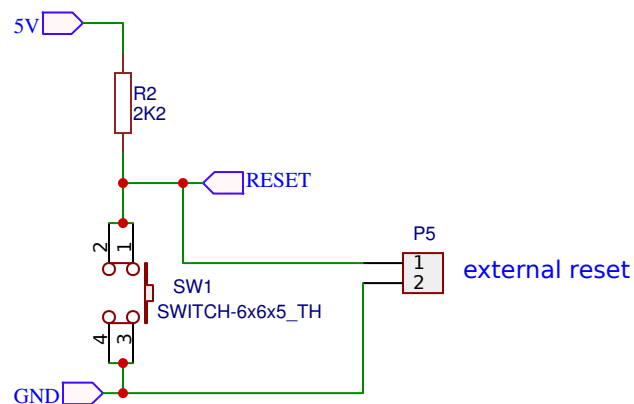 5V
R2
2K2
RESET
P5
2
1
1
2
external reset
SW1
SWITCH-6x6x5_TH
4
3
GND